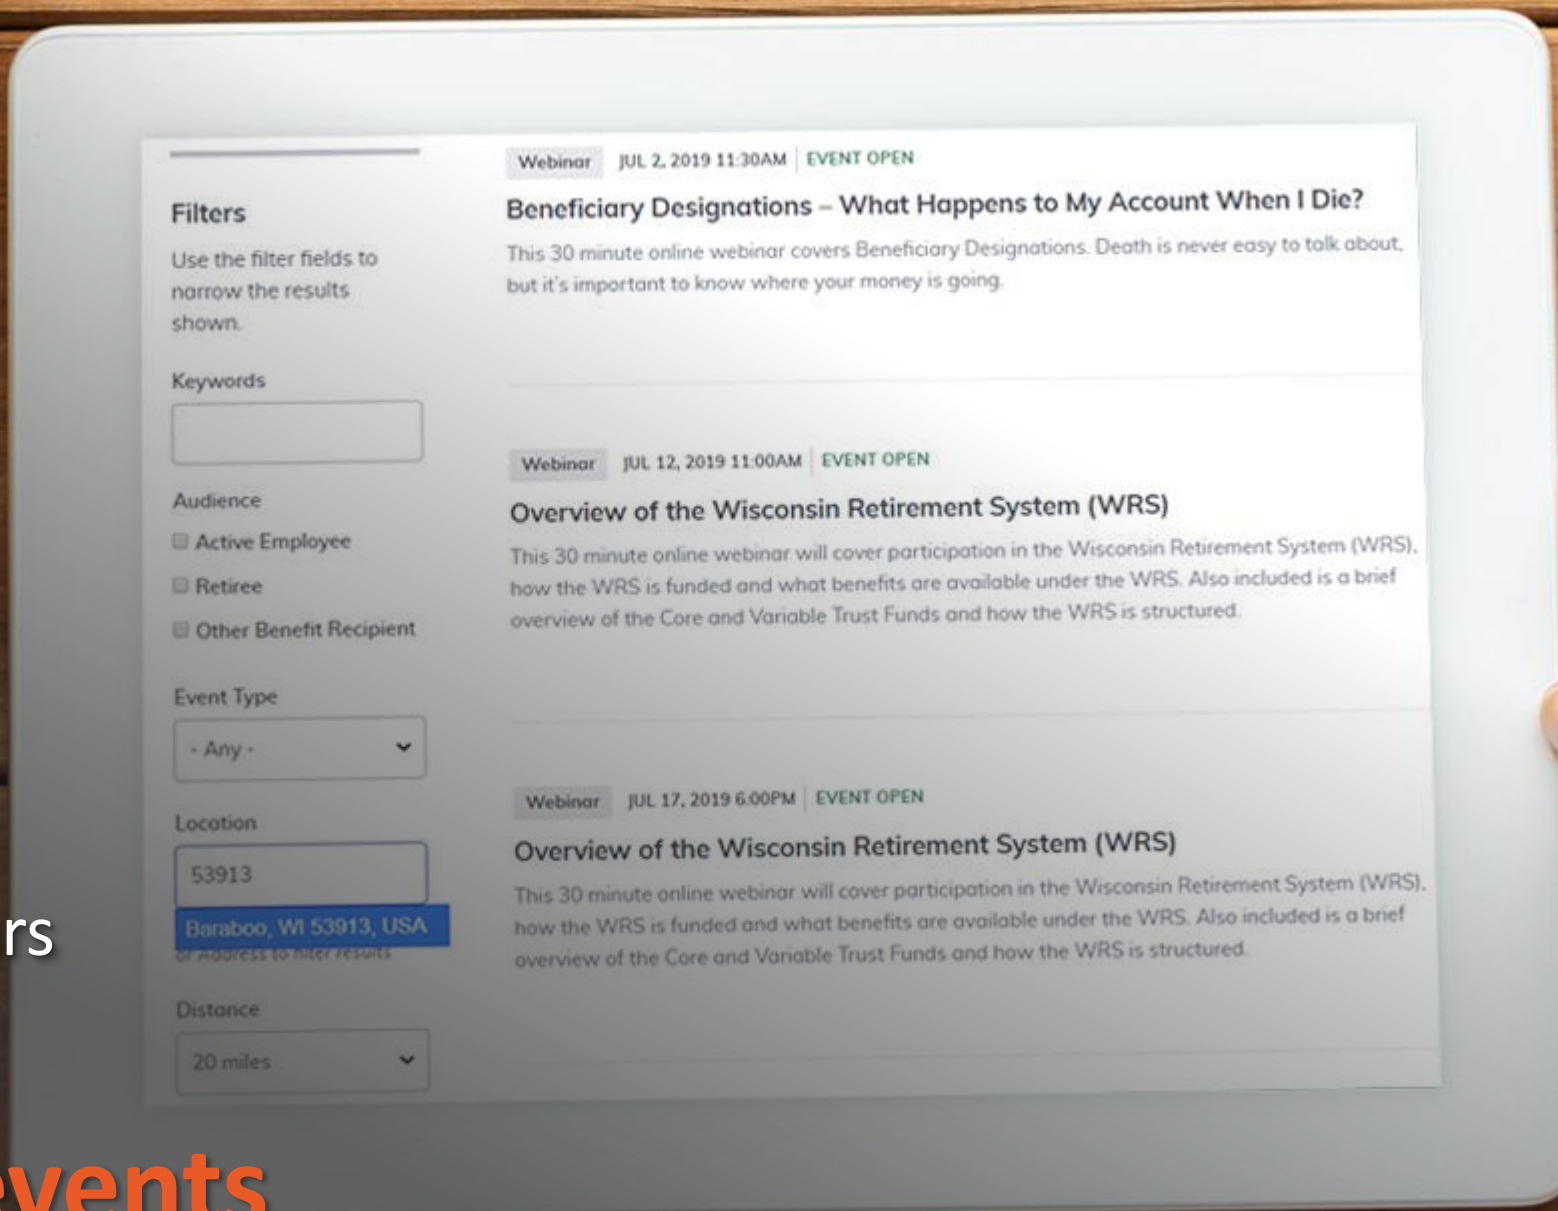 Filters
Use the filter fields to
narrow the results
shown.
Keywords
Audience
Active Employee
Retiree
Other Benefit Recipient
Event Type
- Any -
Location
53913
Baraboo, WI 53913, USA
or Address to filter results
Distance
20 miles
Webinar JUL 2, 2019 11:30AM EVENT OPEN
Beneficiary Designations – What Happens to My Account When I Die?
This 30 minute online webinar covers Beneficiary Designations. Death is never easy to talk about,
but it's important to know where your money is going.
Webinar JUL 12, 2019 11:00AM EVENT OPEN
Overview of the Wisconsin Retirement System (WRS)
This 30 minute online webinar will cover participation in the Wisconsin Retirement System (WRS),
how the WRS is funded and what benefits are available under the WRS. Also included is a brief
overview of the Core and Variable Trust Funds and how the WRS is structured.
Webinar JUL 17, 2019 6:00PM EVENT OPEN
Overview of the Wisconsin Retirement System (WRS)
This 30 minute online webinar will cover participation in the Wisconsin Retirement System (WRS),
how the WRS is funded and what benefits are available under the WRS. Also included is a brief
overview of the Core and Variable Trust Funds and how the WRS is structured.
rs
events